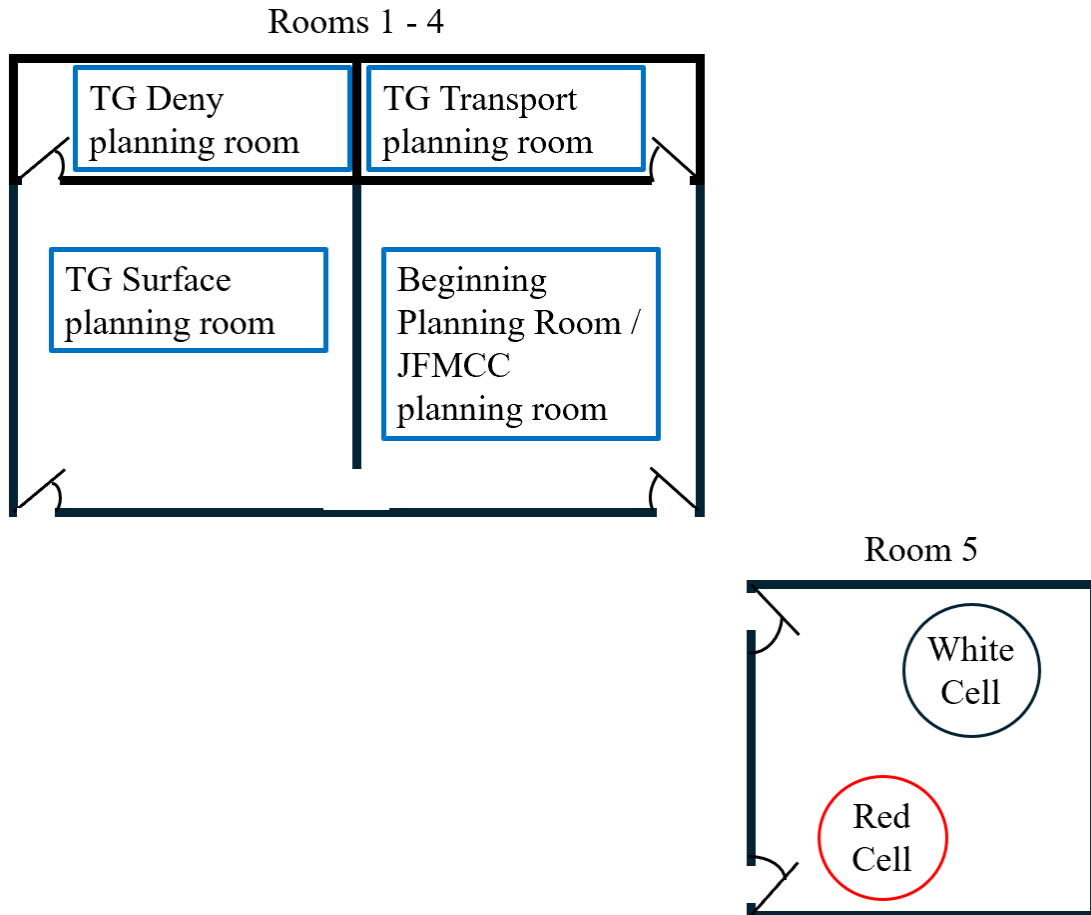 Rooms 1 - 4
TG Deny
planning room
TG Transport
planning room
TG Surface
planning room
Beginning
Planning Room /
JFMCC
planning room
Room 5
White
Cell
Red
Cell